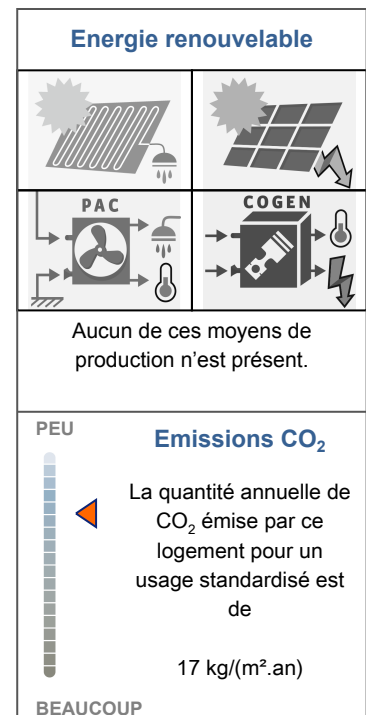 Energie renouvelable
PAC
COGEN
Aucun de ces moyens de
production n'est présent.
PEU
Emissions CO₂
La quantité annuelle de
CO₂ émise par ce
logement pour un
usage standardisé est
de
17 kg/(m².an)
BEAUCOUP